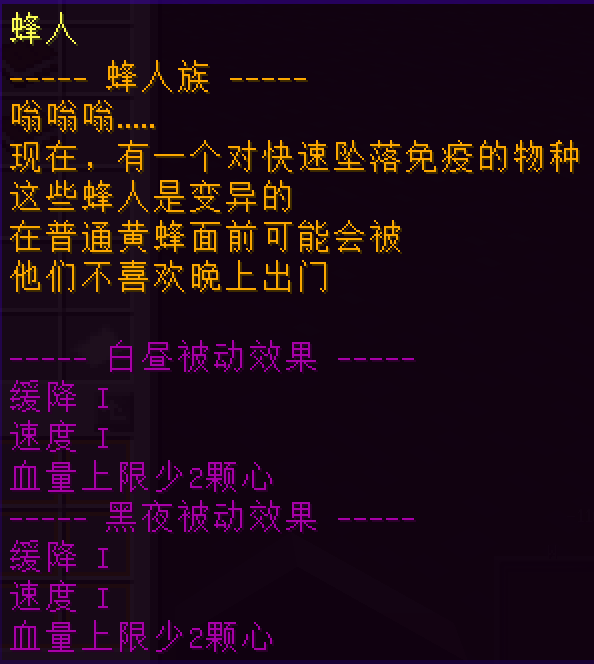 蜂人
----- 蜂人族 -----
嗡嗡嗡.....
现在，有一个对快速坠落免疫的物种
这些蜂人是变异的
在普通黄蜂面前可能会被
他们不喜欢晚上出门
----- 白昼被动效果 -----
缓降 I
速度 I
血量上限少2颗心
----- 黑夜被动效果 -----
缓降 I
速度 I
血量上限少2颗心